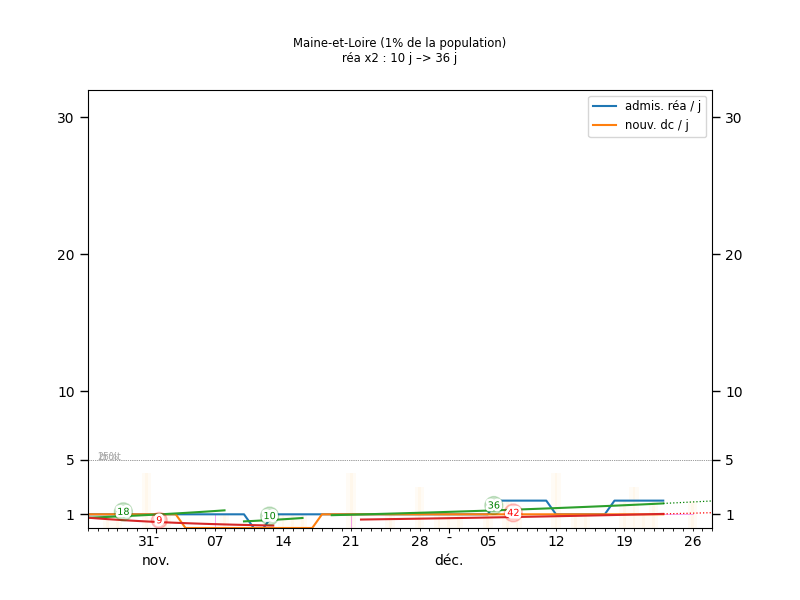 Maine-et-Loire (1% de la population)
réa x2 : 10 j –> 36 j
admis. réa / j
nouv. dc / j
30 30
20 20
10 10
5 5
1 1
18 9 10 36 42
31- 07 14 21 28 - 05 12 19 26
nov. déc.